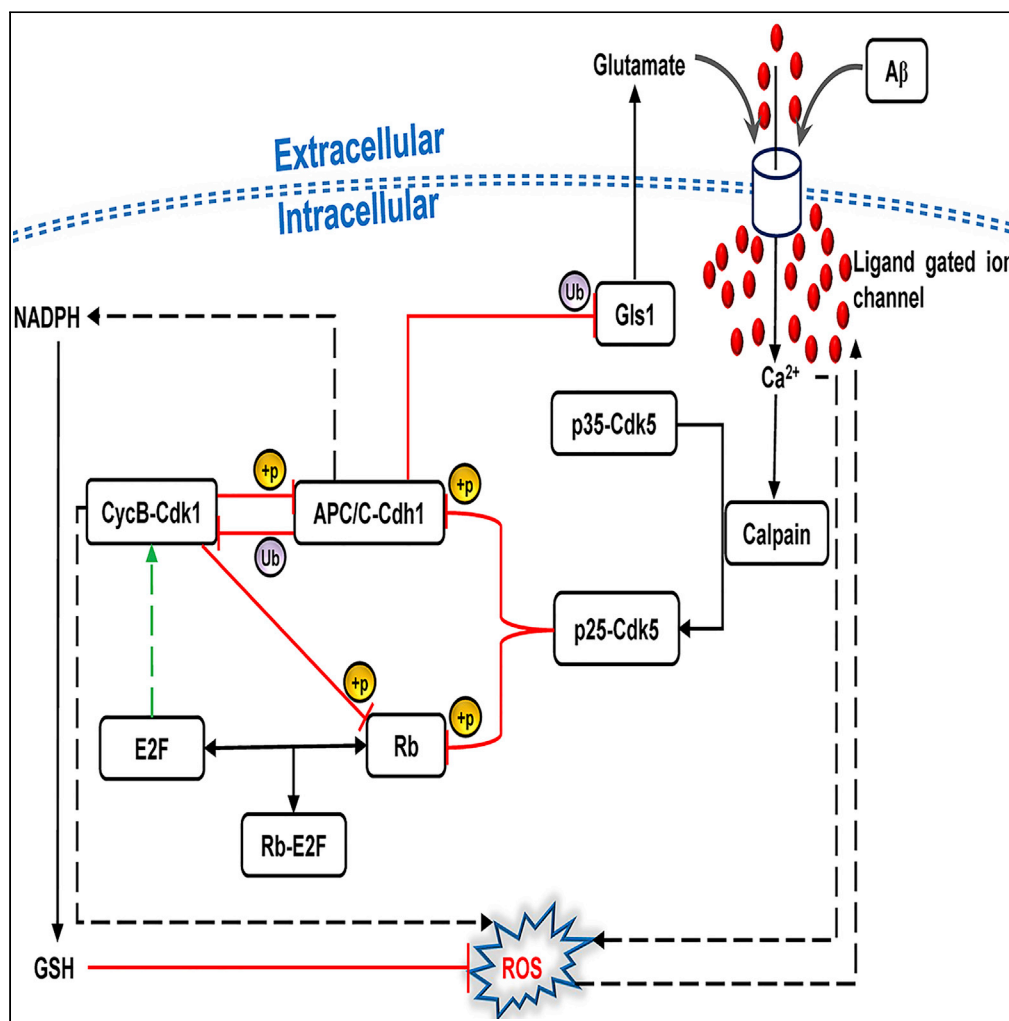 Glutamate
Aβ
Extracellular
Intracellular
Ligand gated ion
channel
Ub
Gls1
NADPH
Ca²⁺
p35-Cdk5
+p
+p
CycB-Cdk1
APC/C-Cdh1
Calpain
Ub
p25-Cdk5
+p
+p
E2F
Rb
Rb-E2F
GSH
ROS